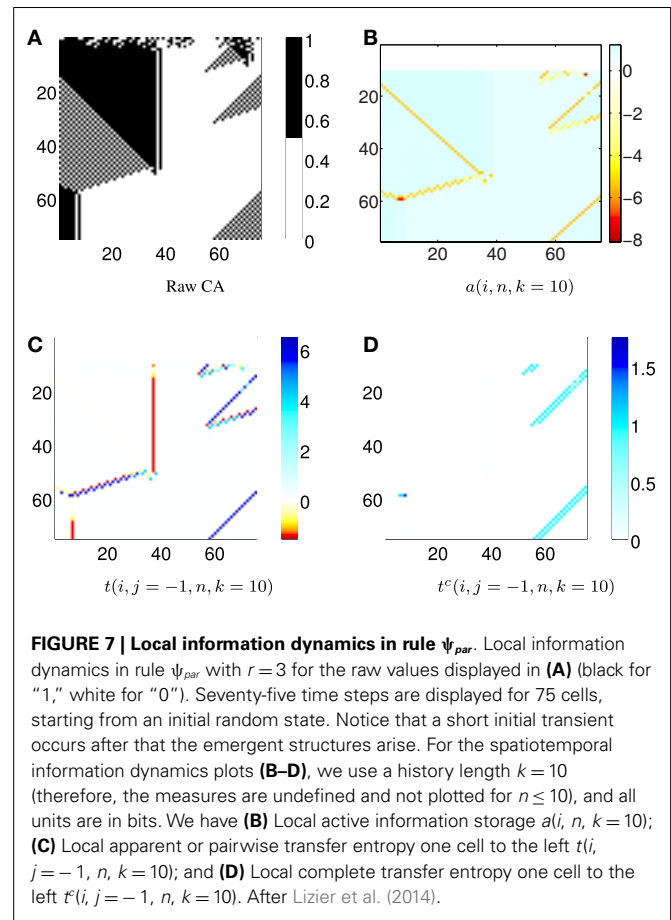 A
B
1
0.8
0.6
0.4
0.2
0
20
40
60
20 40 60
Raw CA
20
40
60
20 40 60
0
−2
−4
−6
−8
a(i, n, k = 10)
C
D
20
40
60
20 40 60
6
4
2
0
t(i, j = −1, n, k = 10)
20
40
60
20 40 60
1.5
1
0.5
0
tᶜ(i, j = −1, n, k = 10)
FIGURE 7 | Local information dynamics in rule ψpar. Local information
dynamics in rule ψpar with r = 3 for the raw values displayed in (A) (black for
“1,” white for “0”). Seventy-five time steps are displayed for 75 cells,
starting from an initial random state. Notice that a short initial transient
occurs after that the emergent structures arise. For the spatiotemporal
information dynamics plots (B–D), we use a history length k = 10
(therefore, the measures are undefined and not plotted for n ≤ 10), and all
units are in bits. We have (B) Local active information storage a(i, n, k = 10);
(C) Local apparent or pairwise transfer entropy one cell to the left t(i,
j = − 1, n, k = 10); and (D) Local complete transfer entropy one cell to the
left tᶜ(i, j = − 1, n, k = 10). After Lizier et al. (2014).